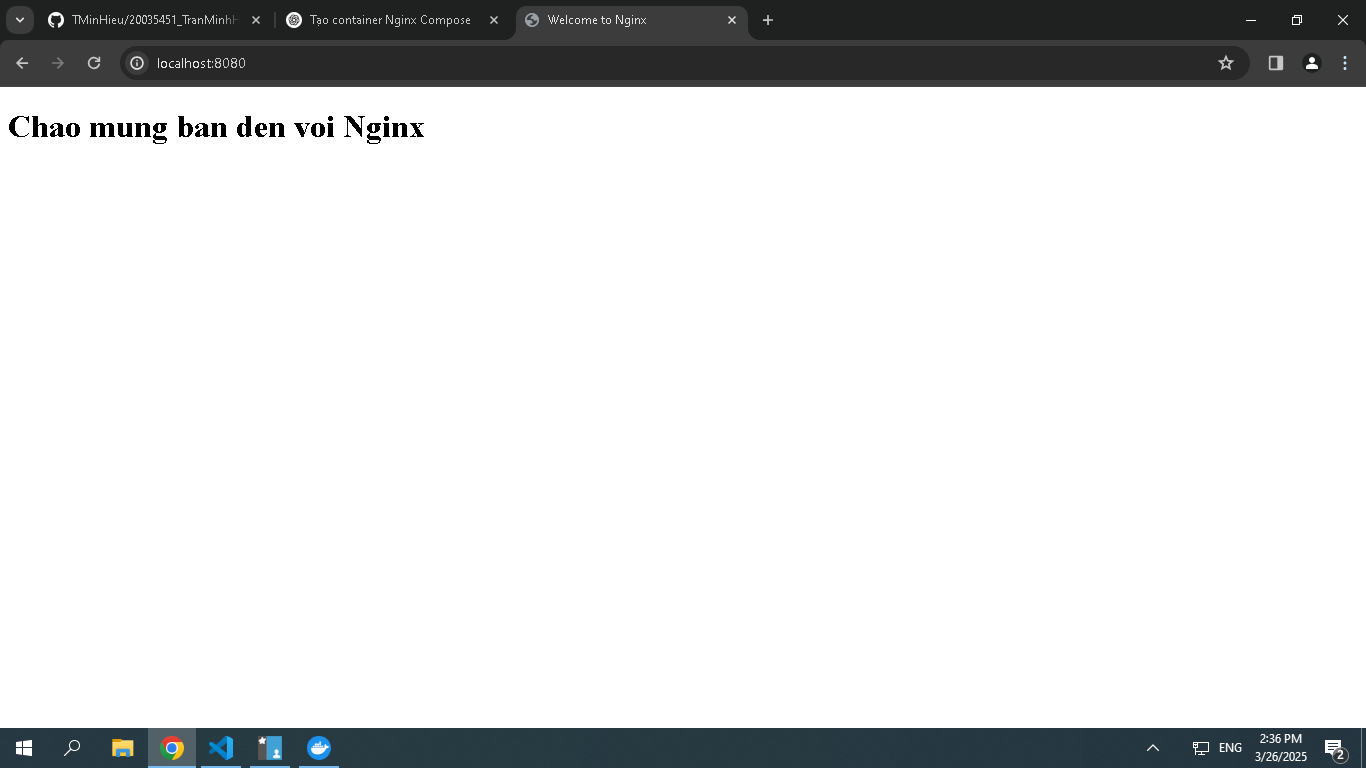 TMinHieu/20035451_TranMinhH
Tạo container Nginx Compose
Welcome to Nginx
localhost:8080
Chao mung ban den voi Nginx
ENG
2:36 PM
3/26/2025
2